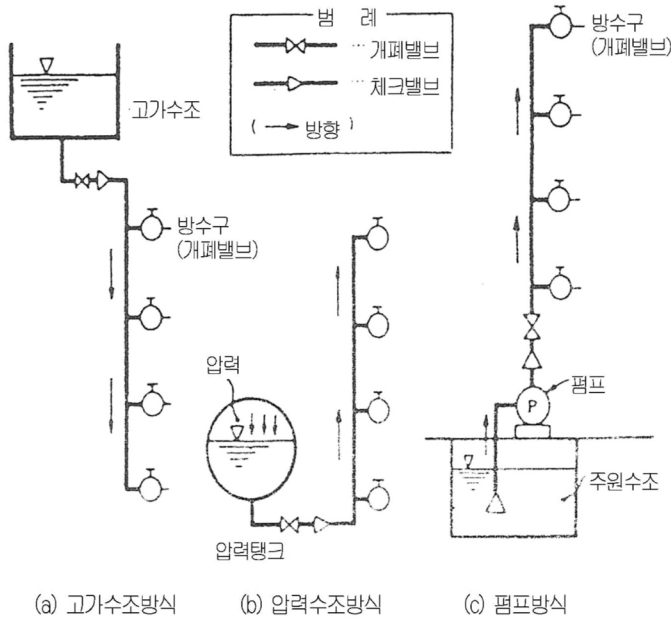 범 례
··· 개폐밸브
··· 체크밸브
( → 방향 )
고가수조
방수구
(개폐밸브)
방수구
(개폐밸브)
압력
압력탱크
P
펌프
주원수조
(a) 고가수조방식
(b) 압력수조방식
(c) 펌프방식